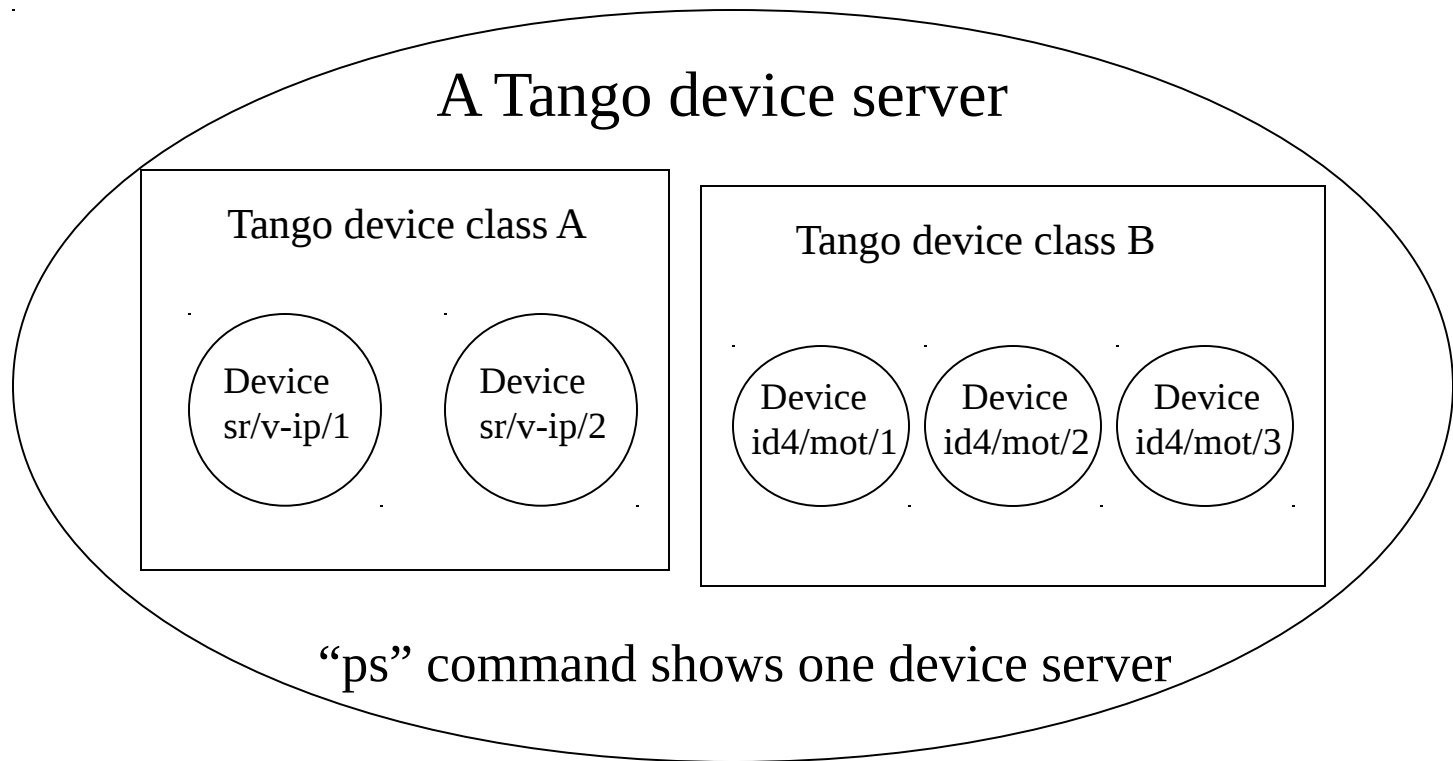 A Tango device server
Tango device class A
Device
sr/v-ip/1
Device
sr/v-ip/2
Tango device class B
Device
id4/mot/1
Device
id4/mot/2
Device
id4/mot/3
“ps” command shows one device server